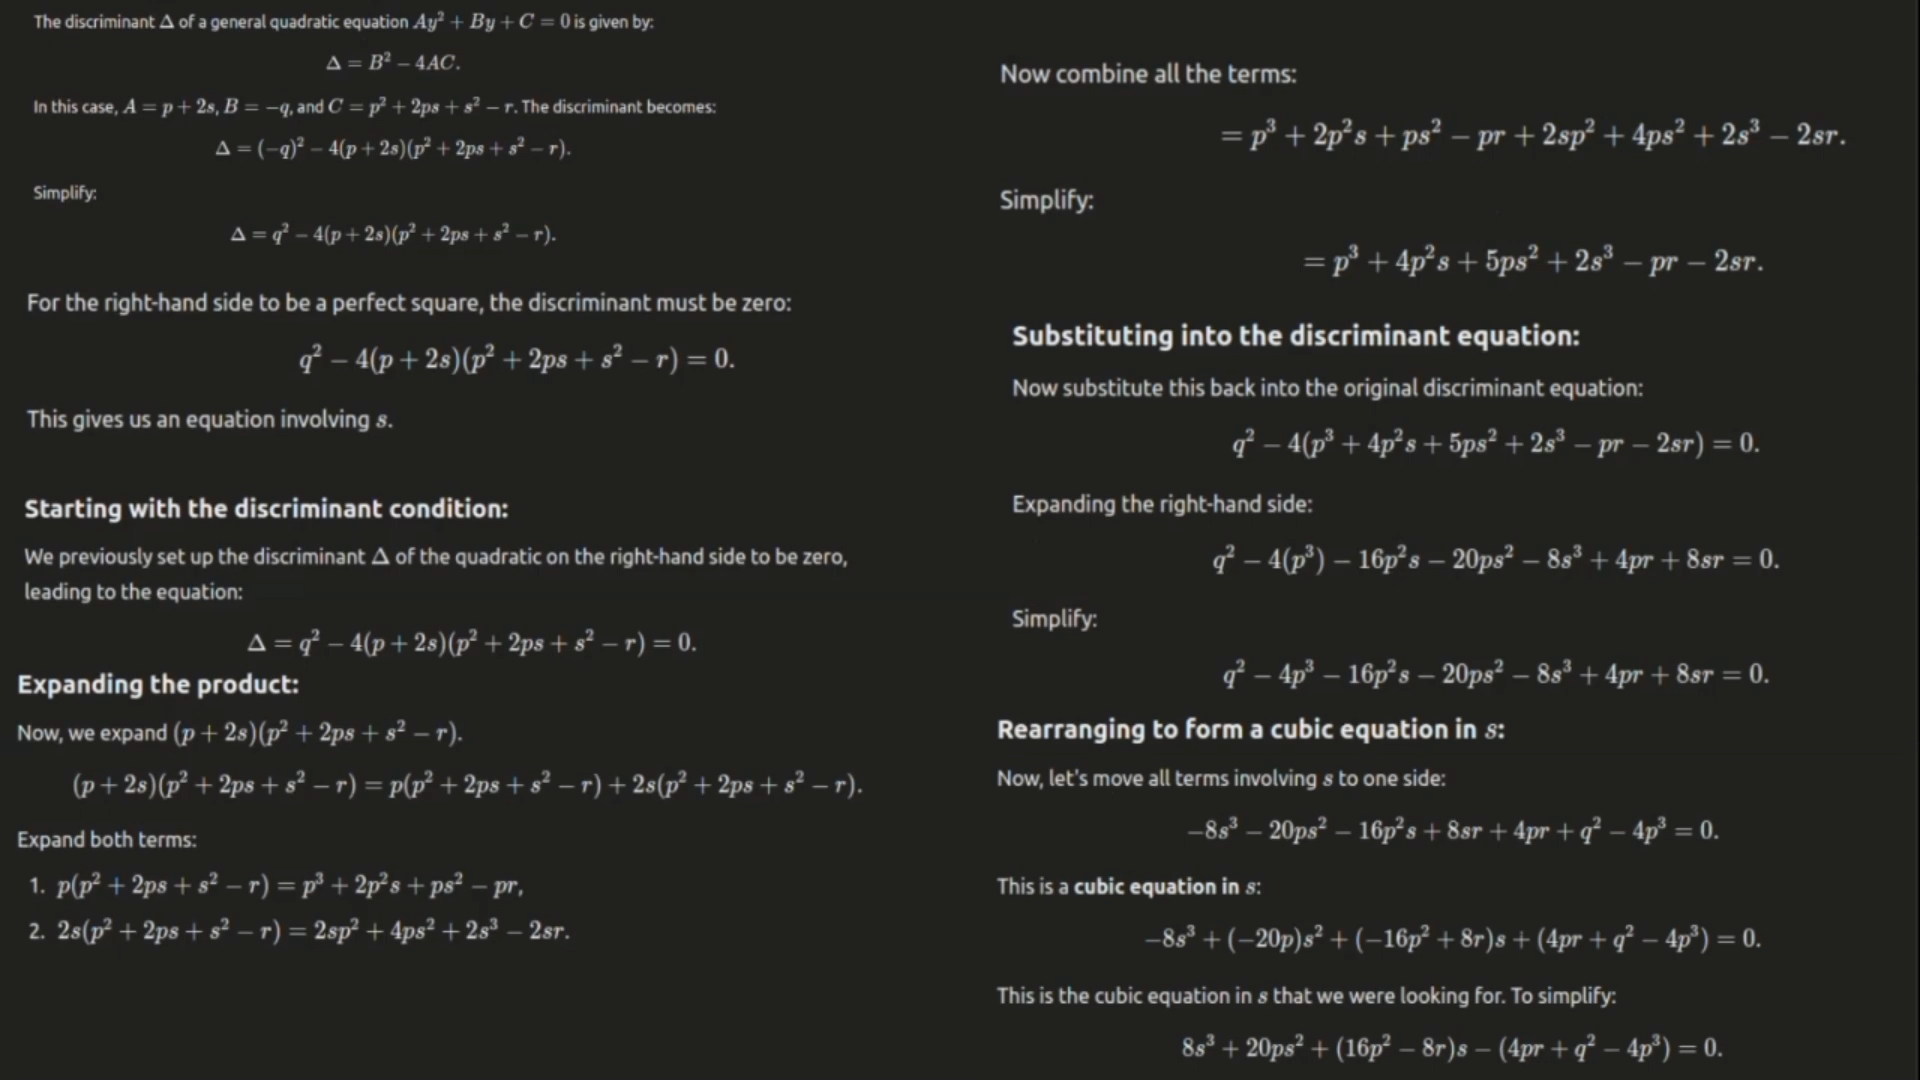 The discriminant Δ of a general quadratic equation Ay² + By + C = 0 is given by:
Δ = B² − 4AC.
In this case, A = p + 2s, B = −q, and C = p² + 2ps + s² − r. The discriminant becomes:
Δ = (−q)² − 4(p + 2s)(p² + 2ps + s² − r).
Simplify:
Δ = q² − 4(p + 2s)(p² + 2ps + s² − r).
For the right-hand side to be a perfect square, the discriminant must be zero:
q² − 4(p + 2s)(p² + 2ps + s² − r) = 0.
This gives us an equation involving s.
Starting with the discriminant condition:
We previously set up the discriminant Δ of the quadratic on the right-hand side to be zero,
leading to the equation:
Δ = q² − 4(p + 2s)(p² + 2ps + s² − r) = 0.
Expanding the product:
Now, we expand (p + 2s)(p² + 2ps + s² − r).
(p + 2s)(p² + 2ps + s² − r) = p(p² + 2ps + s² − r) + 2s(p² + 2ps + s² − r).
Expand both terms:
1. p(p² + 2ps + s² − r) = p³ + 2p²s + ps² − pr,
2. 2s(p² + 2ps + s² − r) = 2sp² + 4ps² + 2s³ − 2sr.
Now combine all the terms:
= p³ + 2p²s + ps² − pr + 2sp² + 4ps² + 2s³ − 2sr.
Simplify:
= p³ + 4p²s + 5ps² + 2s³ − pr − 2sr.
Substituting into the discriminant equation:
Now substitute this back into the original discriminant equation:
q² − 4(p³ + 4p²s + 5ps² + 2s³ − pr − 2sr) = 0.
Expanding the right-hand side:
q² − 4(p³) − 16p²s − 20ps² − 8s³ + 4pr + 8sr = 0.
Simplify:
q² − 4p³ − 16p²s − 20ps² − 8s³ + 4pr + 8sr = 0.
Rearranging to form a cubic equation in s:
Now, let's move all terms involving s to one side:
−8s³ − 20ps² − 16p²s + 8sr + 4pr + q² − 4p³ = 0.
This is a cubic equation in s:
−8s³ + (−20p)s² + (−16p² + 8r)s + (4pr + q² − 4p³) = 0.
This is the cubic equation in s that we were looking for. To simplify:
8s³ + 20ps² + (16p² − 8r)s − (4pr + q² − 4p³) = 0.